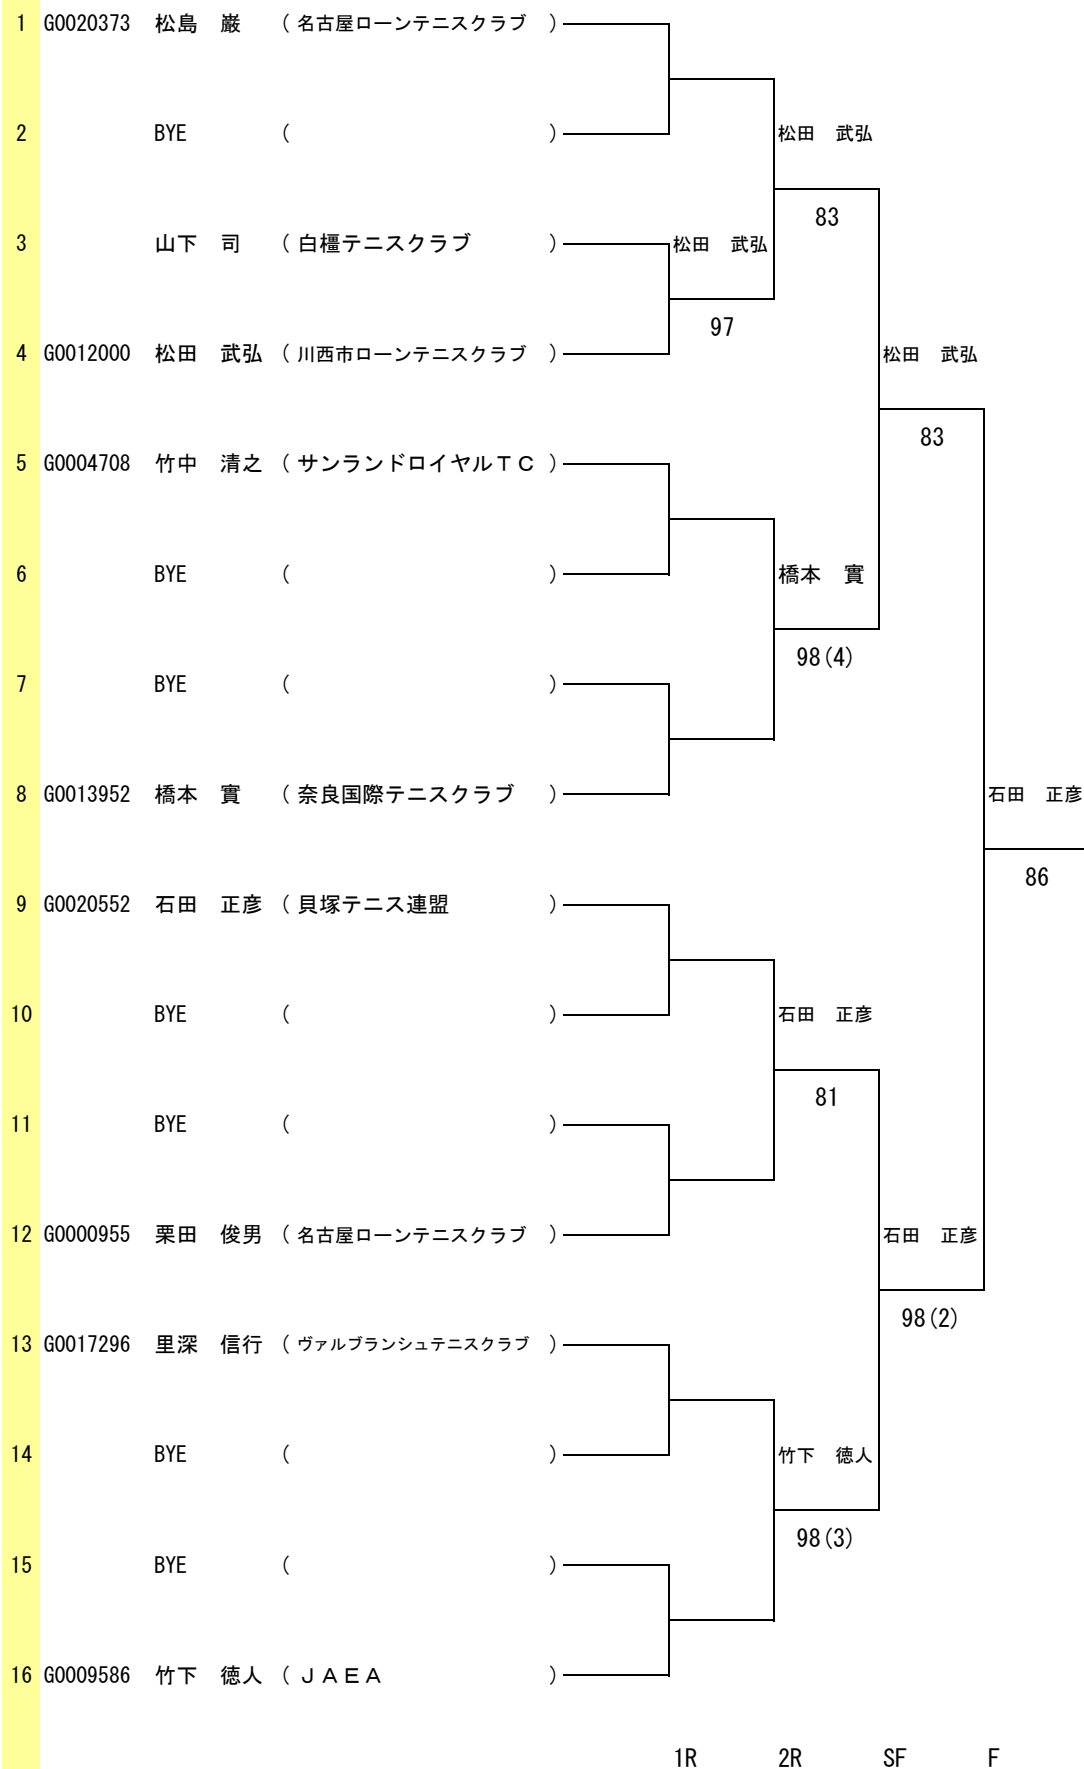 1 G0020373 松島 巌 ( 名古屋ローンテニスクラブ )
2 BYE ( ) 松田 武弘
83
3 山下 司 ( 白橿テニスクラブ ) 松田 武弘
97
4 G0012000 松田 武弘 ( 川西市ローンテニスクラブ ) 松田 武弘
83
5 G0004708 竹中 清之 ( サンランドロイヤルTC )
6 BYE ( ) 橋本 實
98(4)
7 BYE ( )
8 G0013952 橋本 實 ( 奈良国際テニスクラブ ) 石田 正彦
86
9 G0020552 石田 正彦 ( 貝塚テニス連盟 )
10 BYE ( ) 石田 正彦
81
11 BYE ( )
12 G0000955 栗田 俊男 ( 名古屋ローンテニスクラブ ) 石田 正彦
98(2)
13 G0017296 里深 信行 ( ヴァルブランシュテニスクラブ )
14 BYE ( ) 竹下 徳人
98(3)
15 BYE ( )
16 G0009586 竹下 徳人 ( JAEA )
1R 2R SF F